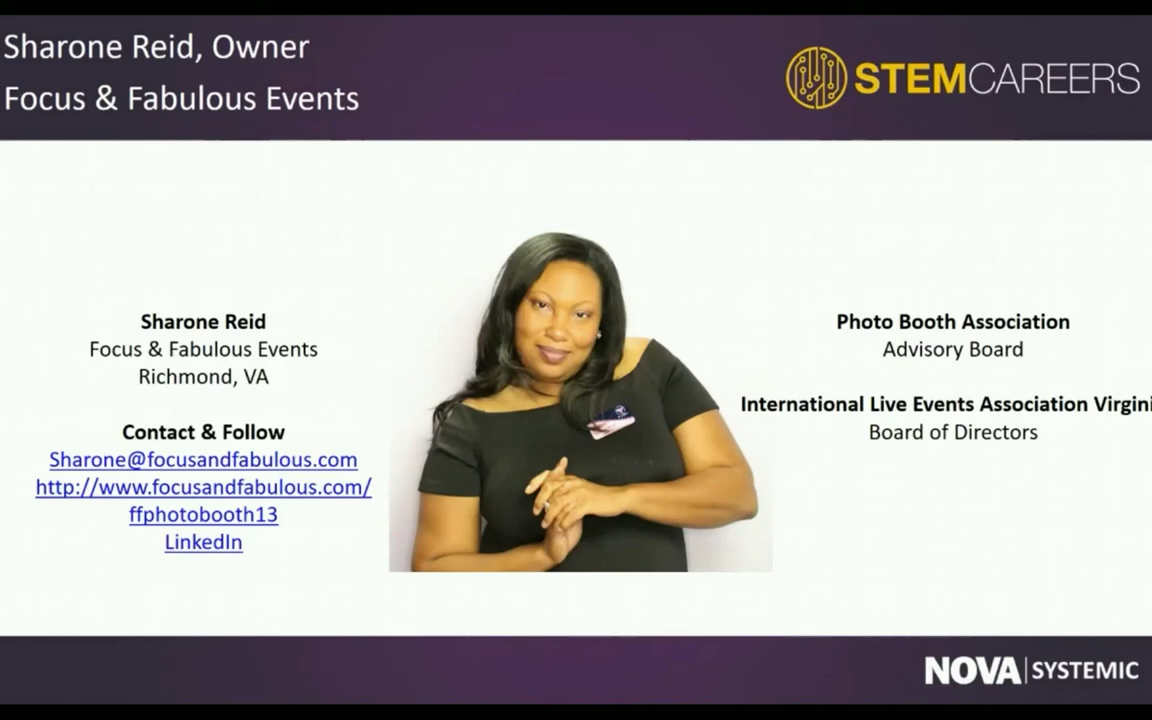 Sharone Reid, Owner
Focus & Fabulous Events
STEMCAREERS
Sharone Reid
Focus & Fabulous Events
Richmond, VA
Contact & Follow
Sharone@focusandfabulous.com
http://www.focusandfabulous.com/
ffphotobooth13
LinkedIn
Photo Booth Association
Advisory Board
International Live Events Association Virgini
Board of Directors
NOVA|SYSTEMIC